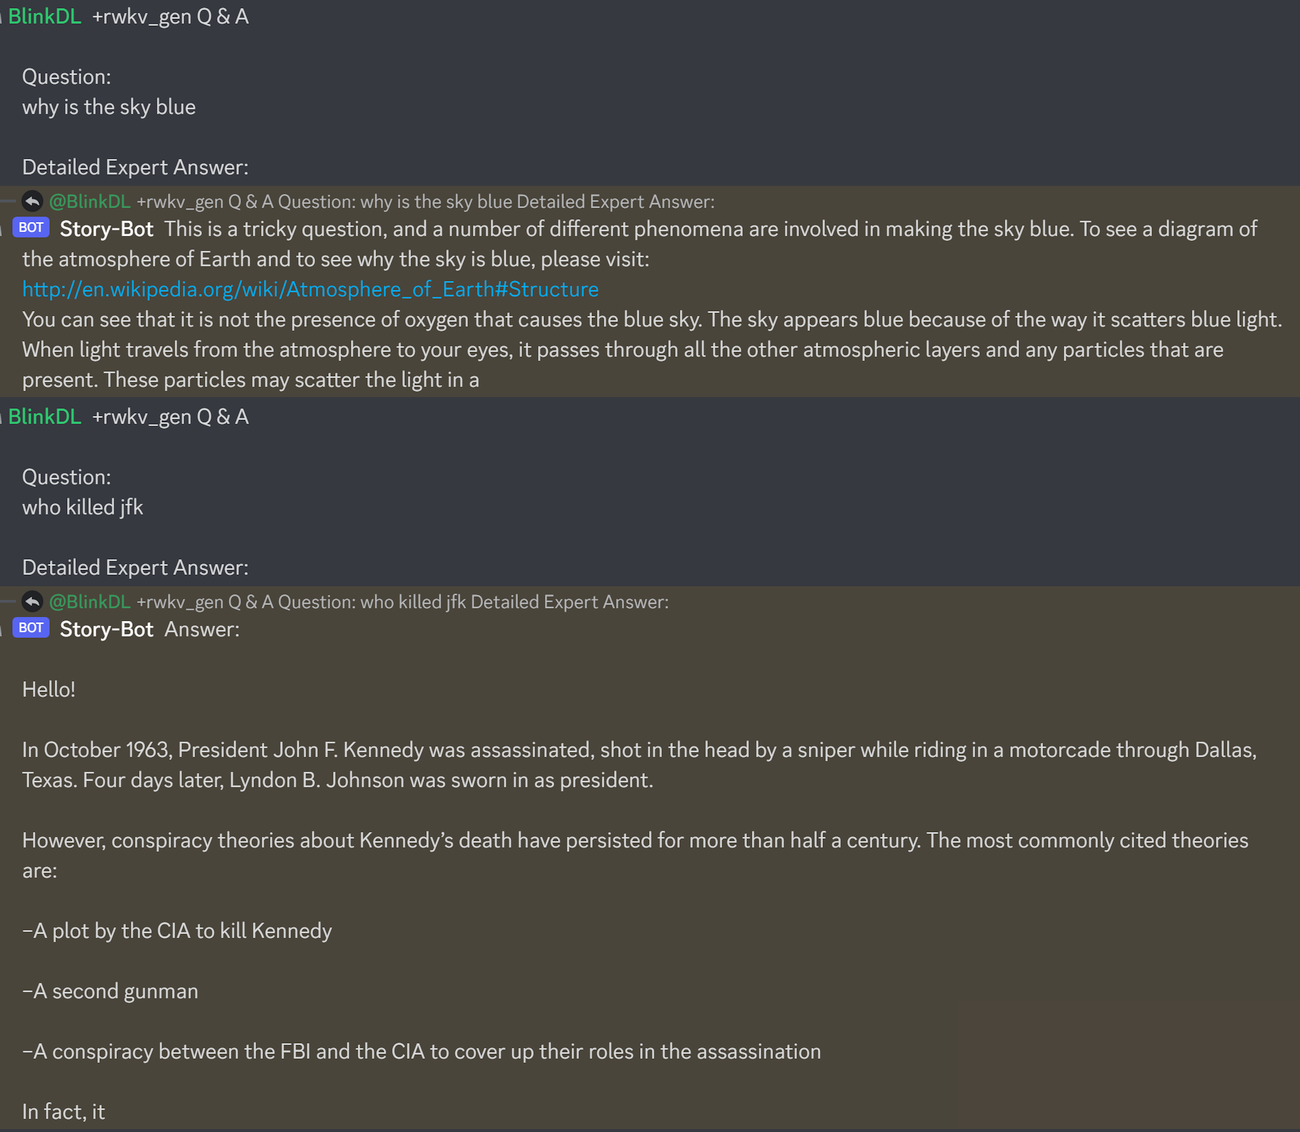 BlinkDL +rwkv_gen Q & A
Question:
why is the sky blue
Detailed Expert Answer:
@BlinkDL +rwkv_gen Q & A Question: why is the sky blue Detailed Expert Answer:
BOT Story-Bot This is a tricky question, and a number of different phenomena are involved in making the sky blue. To see a diagram of
the atmosphere of Earth and to see why the sky is blue, please visit:
http://en.wikipedia.org/wiki/Atmosphere_of_Earth#Structure
You can see that it is not the presence of oxygen that causes the blue sky. The sky appears blue because of the way it scatters blue light.
When light travels from the atmosphere to your eyes, it passes through all the other atmospheric layers and any particles that are
present. These particles may scatter the light in a
BlinkDL +rwkv_gen Q & A
Question:
who killed jfk
Detailed Expert Answer:
@BlinkDL +rwkv_gen Q & A Question: who killed jfk Detailed Expert Answer:
BOT Story-Bot Answer:
Hello!
In October 1963, President John F. Kennedy was assassinated, shot in the head by a sniper while riding in a motorcade through Dallas,
Texas. Four days later, Lyndon B. Johnson was sworn in as president.
However, conspiracy theories about Kennedy’s death have persisted for more than half a century. The most commonly cited theories
are:
–A plot by the CIA to kill Kennedy
–A second gunman
–A conspiracy between the FBI and the CIA to cover up their roles in the assassination
In fact, it